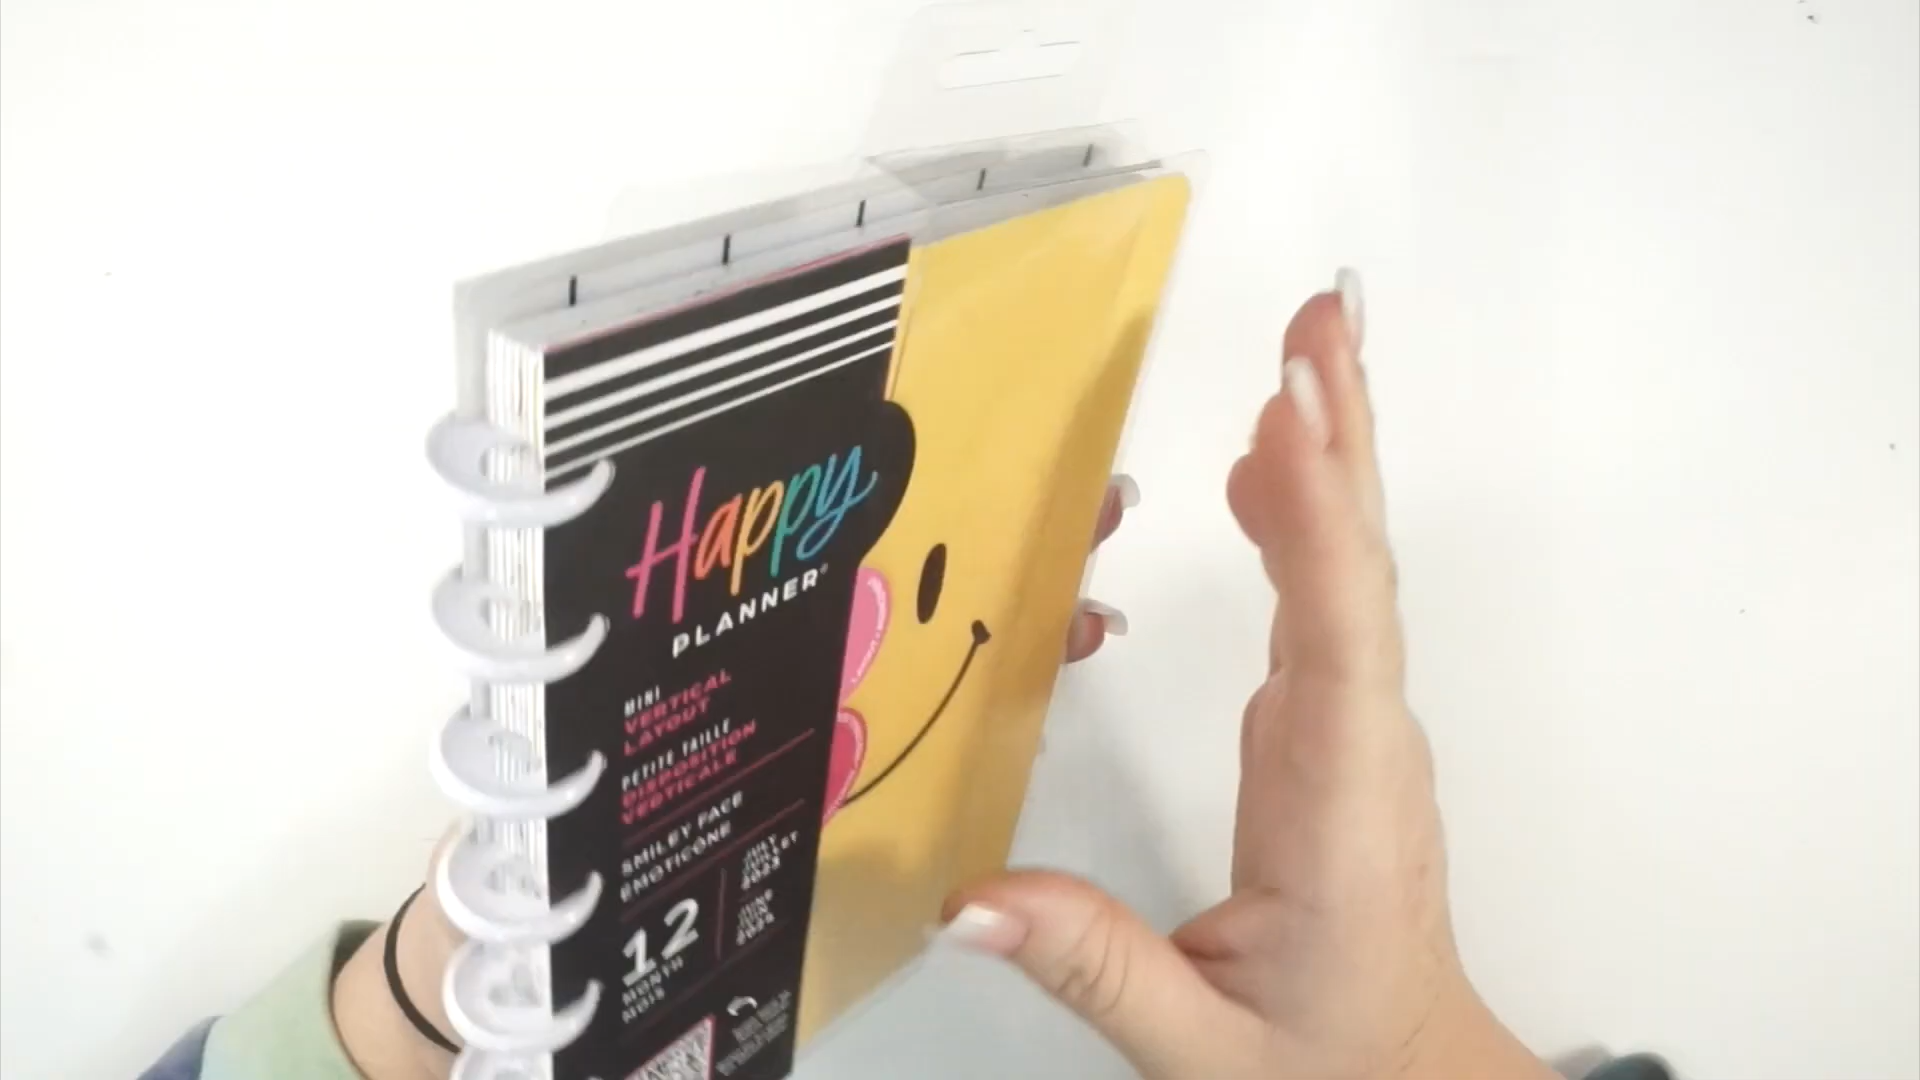 Happy
PLANNER®
MINI
VERTICAL
LAYOUT
PETITE TAILLE
DISPOSITION
VERTICALE
SMILEY FACE
ÉMOTICÔNE
12
MONTH
MOIS
JULY
JUILLET
2023
JUNE
JUIN
2024